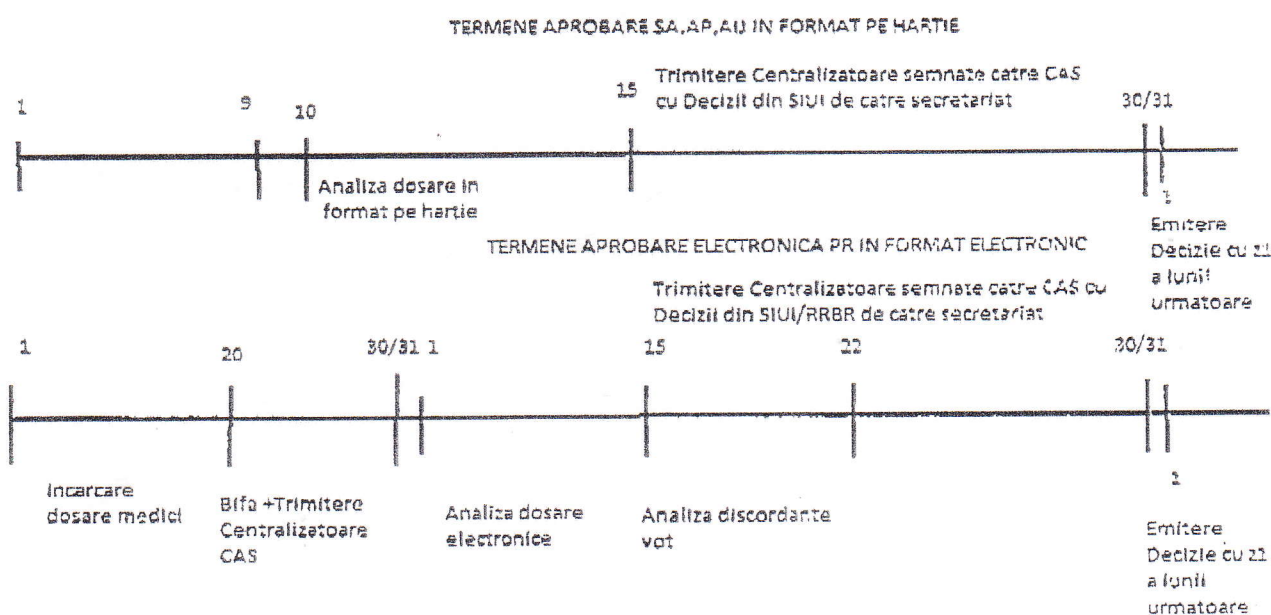 TERMENE APROBARE SA,AP,AU IN FORMAT PE HARTIE
Trimitere Centralizatoare semnate catre CAS
cu Decizii din SIUI de catre secretariat
1
9
10
15
30/31
Analiza dosare in
format pe hartie
1
Emitere
Decizie cu z1
a lunii
urmatoare
TERMENE APROBARE ELECTRONICA PR IN FORMAT ELECTRONIC
Trimitere Centralizatoare semnate catre CAS cu
Decizii din SIUI/RRBR de catre secretariat
1
20
30/31 1
15
22
30/31
1
Incarcare
dosare medici
Bifa +Trimitere
Centralizatoare
CAS
Analiza dosare
electronice
Analiza discordante
vot
Emitere
Decizie cu z1
a lunii
urmatoare